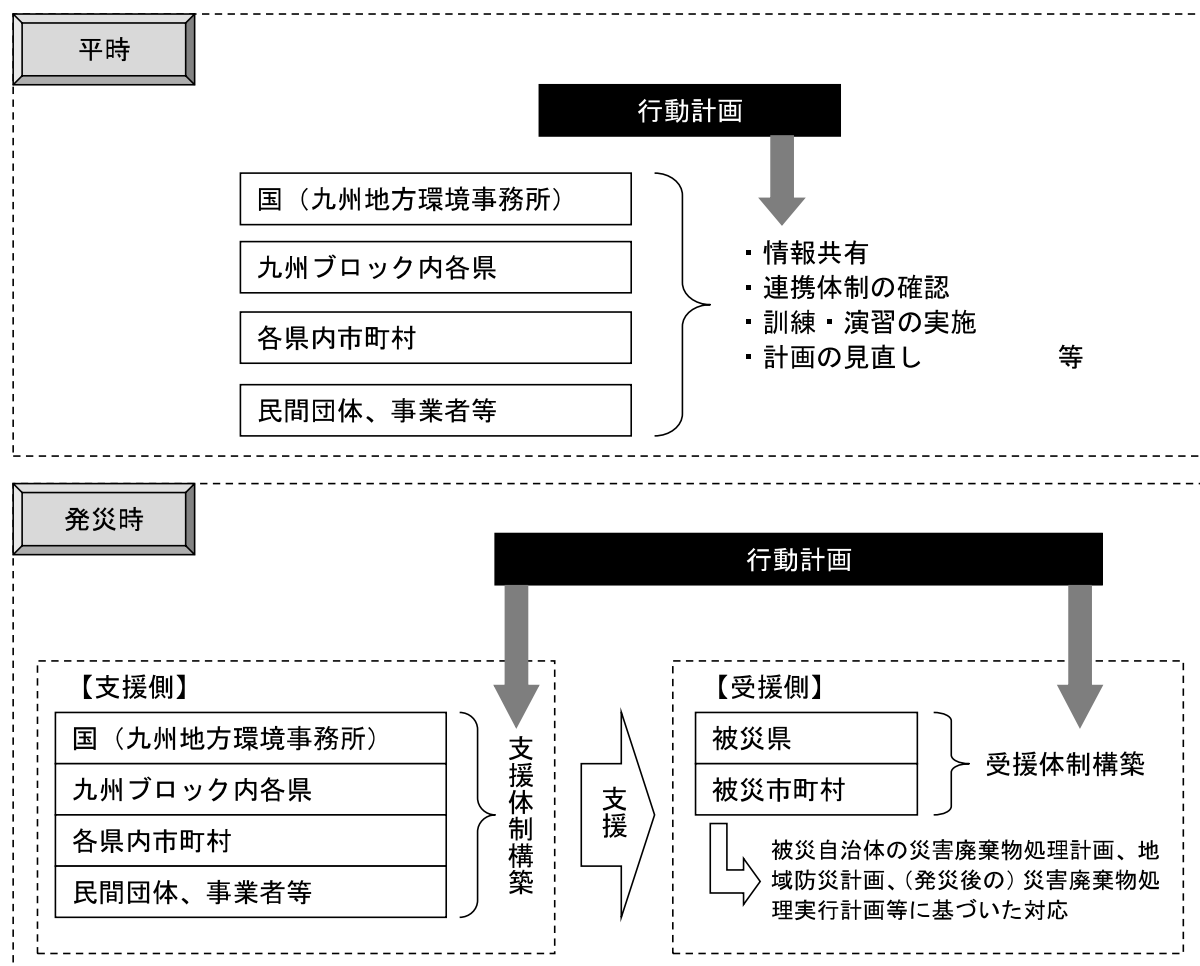 平時
行動計画
国（九州地方環境事務所）
九州ブロック内各県
各県内市町村
民間団体、事業者等
・情報共有
・連携体制の確認
・訓練・演習の実施
・計画の見直し　等
発災時
行動計画
【支援側】
国（九州地方環境事務所）
九州ブロック内各県
各県内市町村
民間団体、事業者等
支援体制構築
支援
【受援側】
被災県
被災市町村
受援体制構築
被災自治体の災害廃棄物処理計画、地
域防災計画、（発災後の）災害廃棄物処
理実行計画等に基づいた対応